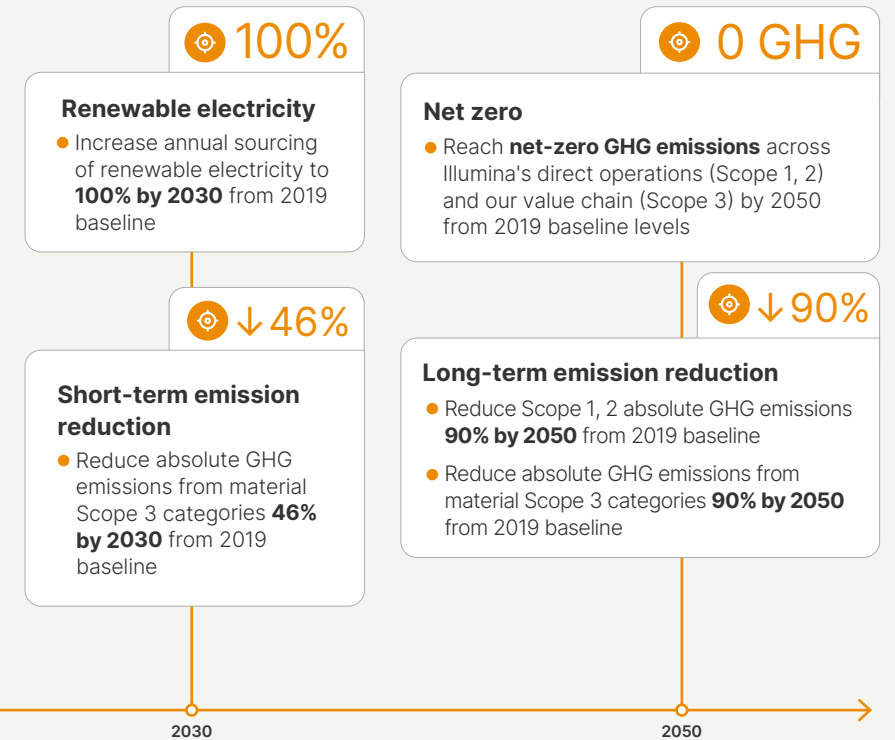 100%
Renewable electricity
Increase annual sourcing
of renewable electricity to
100% by 2030 from 2019
baseline
↓46%
Short-term emission
reduction
Reduce absolute GHG
emissions from material
Scope 3 categories 46%
by 2030 from 2019
baseline
0 GHG
Net zero
Reach net-zero GHG emissions across
Illumina's direct operations (Scope 1, 2)
and our value chain (Scope 3) by 2050
from 2019 baseline levels
↓90%
Long-term emission reduction
Reduce Scope 1, 2 absolute GHG emissions
90% by 2050 from 2019 baseline
Reduce absolute GHG emissions from
material Scope 3 categories 90% by 2050
from 2019 baseline
2030
2050